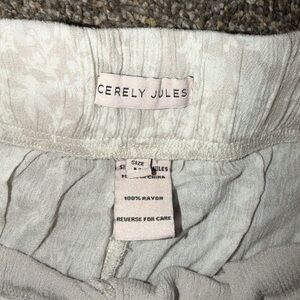 CERELY JULES
SIZE
100% RAYON
REVERSE FOR CARE